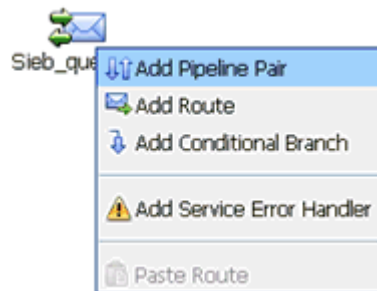 Sieb_que
Add Pipeline Pair
Add Route
Add Conditional Branch
Add Service Error Handler
Paste Route